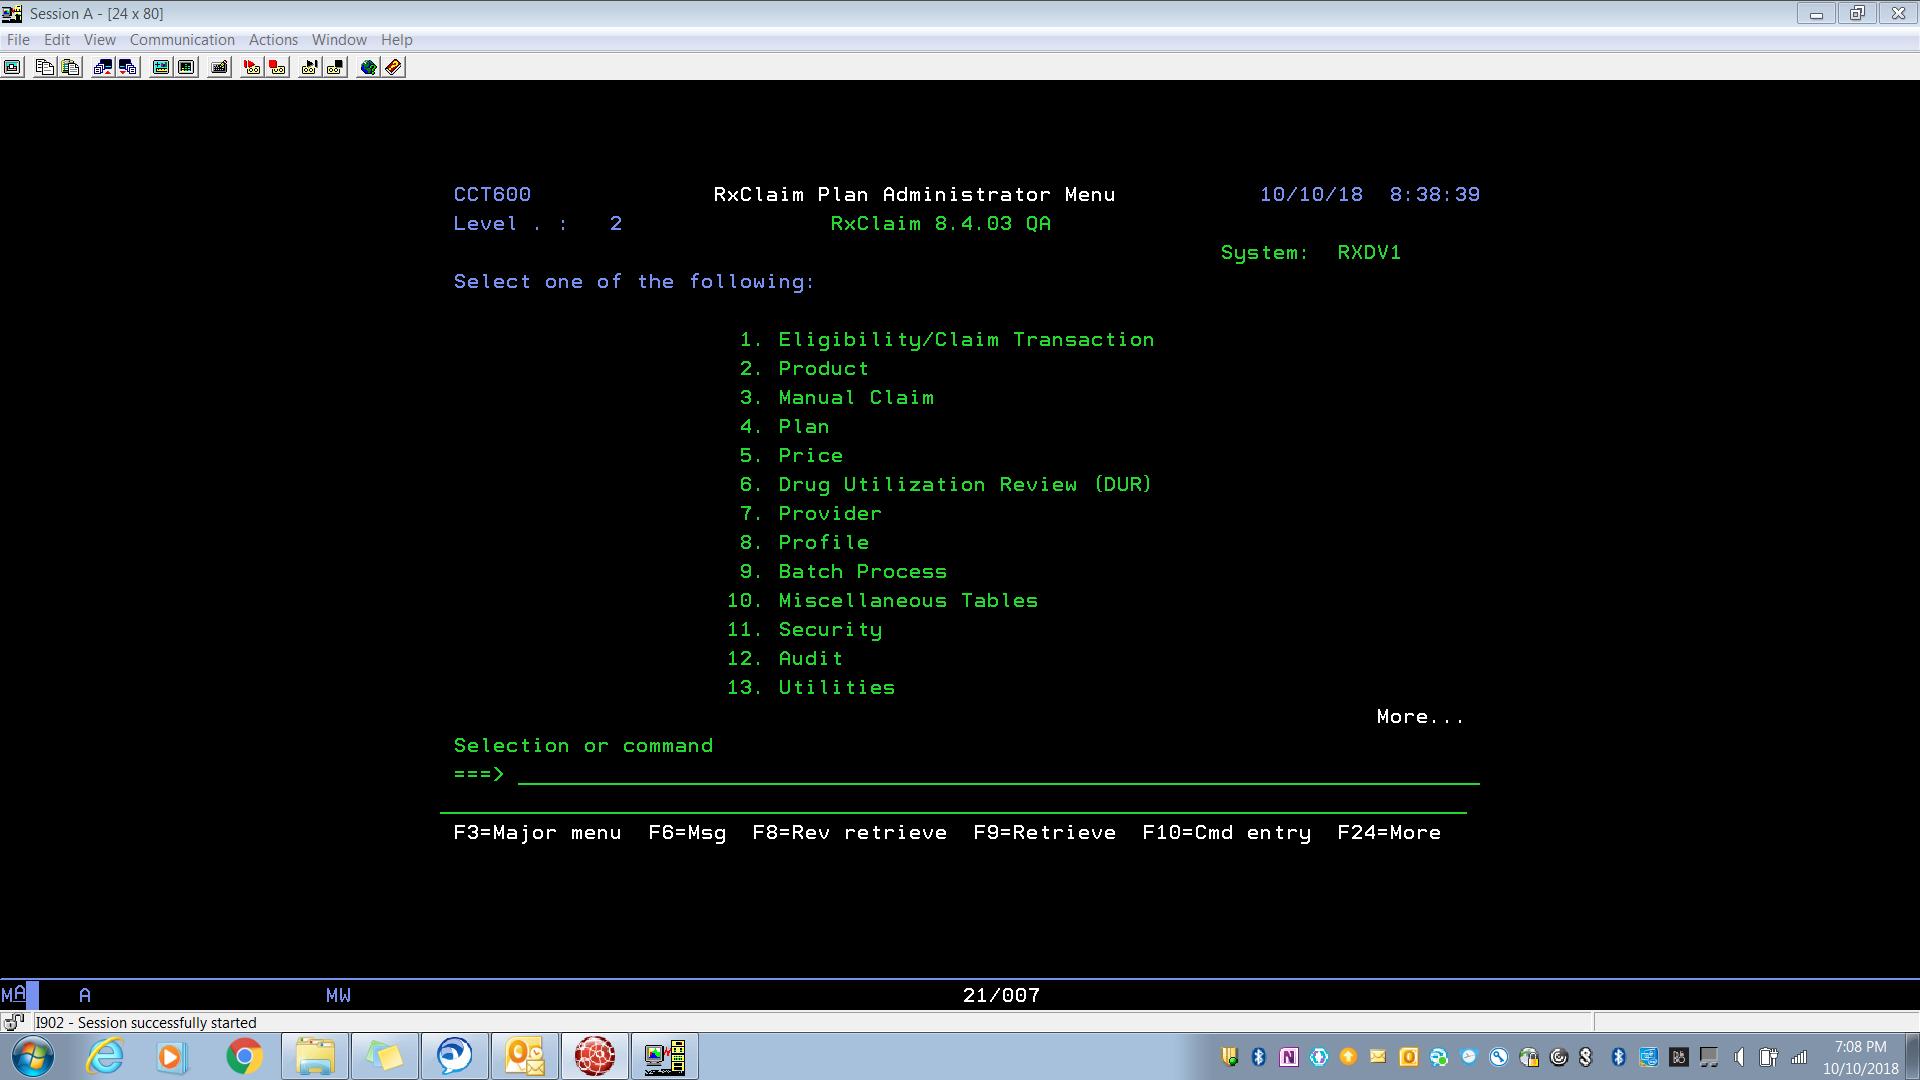 Session A - [24 x 80]
File Edit View Communication Actions Window Help
CCT600 RxClaim Plan Administrator Menu 10/10/18 8:38:39
Level . : 2 RxClaim 8.4.03 QA
System: RXDV1
Select one of the following:
1. Eligibility/Claim Transaction
2. Product
3. Manual Claim
4. Plan
5. Price
6. Drug Utilization Review (DUR)
7. Provider
8. Profile
9. Batch Process
10. Miscellaneous Tables
11. Security
12. Audit
13. Utilities
More...
Selection or command
===>
F3=Major menu F6=Msg F8=Rev retrieve F9=Retrieve F10=Cmd entry F24=More
MA A MW 21/007
I902 - Session successfully started
7:08 PM
10/10/2018